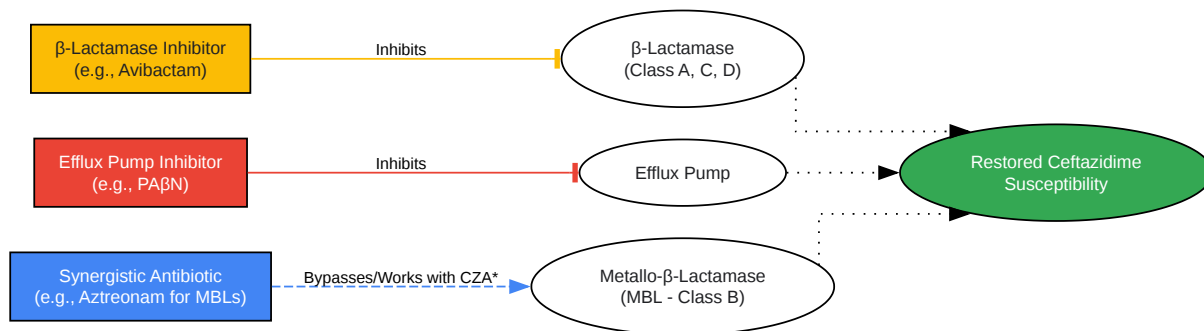 β-Lactamase Inhibitor
(e.g., Avibactam)
Inhibits
β-Lactamase
(Class A, C, D)
Efflux Pump Inhibitor
(e.g., PAβN)
Inhibits
Efflux Pump
Restored Ceftazidime
Susceptibility
Synergistic Antibiotic
(e.g., Aztreonam for MBLs)
Bypasses/Works with CZA*
Metallo-β-Lactamase
(MBL - Class B)